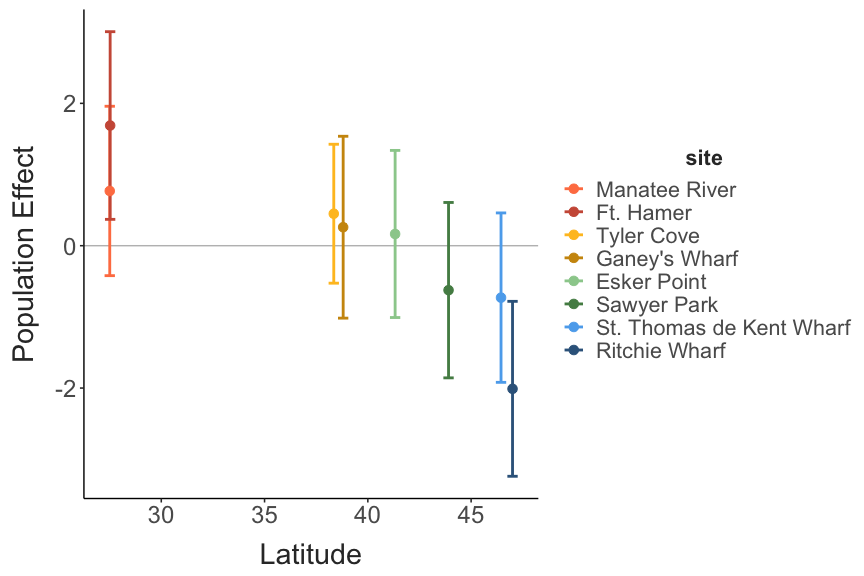 Population Effect
2
0
-2
30 35 40 45
Latitude
site
Manatee River
Ft. Hamer
Tyler Cove
Ganey's Wharf
Esker Point
Sawyer Park
St. Thomas de Kent Wharf
Ritchie Wharf